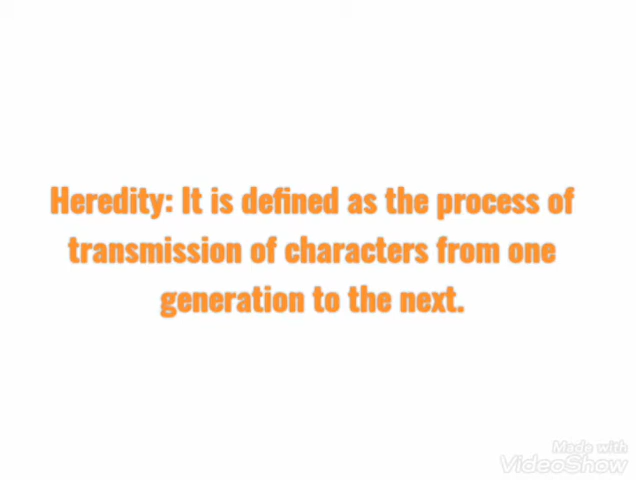 Heredity: It is defined as the process of
transmission of characters from one
generation to the next.
Made with
VideoShow